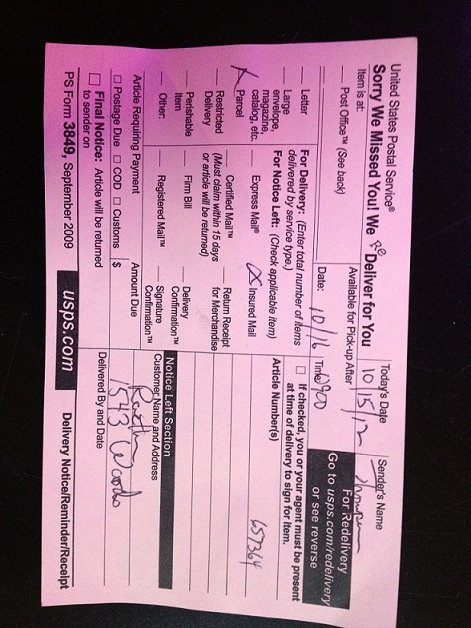 United States Postal Service®
Sorry We Missed You! We Re Deliver for You
Today's Date
10/15/12
Sender's Name
Item is at:
Post Office™ (See back)
Available for Pick-up After
Date: 10/16
Time: 0900
For Redelivery
Go to usps.com/redelivery
or see reverse
Letter
Large
envelope,
magazine,
catalog, etc.
X Parcel
Restricted
Delivery
Perishable
Item
Other:
For Delivery: (Enter total number of items
delivered by service type)
For Notice Left: (Check applicable item)
Express Mail®
X Insured Mail
Certified Mail™
(Must claim within 15 days
or article will be returned)
Return Receipt
for Merchandise
Firm Bill
Delivery
Confirmation™
Registered Mail™
Signature
Confirmation™
If checked, you or your agent must be present
at time of delivery to sign for item.
Article Number(s)
657364
Article Requiring Payment
Postage Due
COD
Customs
Amount Due
$
Notice Left Section
Customer Name and Address
1543 Woods
Final Notice: Article will be returned
to sender on
Delivered By and Date
PS Form 3849, September 2009
usps.com
Delivery Notice/Reminder/Receipt